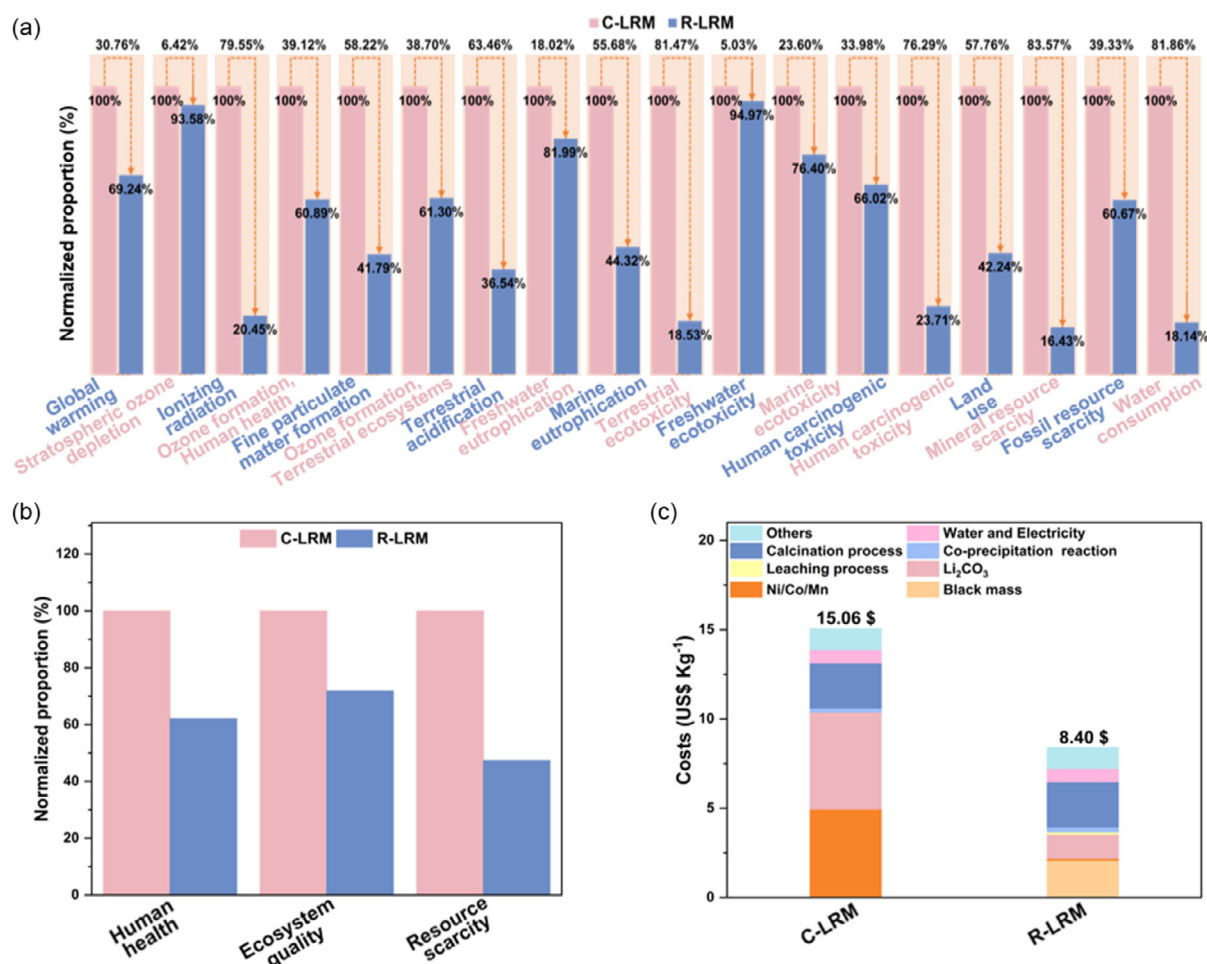 (a)
C-LRM R-LRM
30.76% 6.42% 79.55% 39.12% 58.22% 38.70% 63.46% 18.02% 55.68% 81.47% 5.03% 23.60% 33.98% 76.29% 57.76% 83.57% 39.33% 81.86%
100% 100% 100% 100% 100% 100% 100% 100% 100% 100% 100% 100% 100% 100% 100% 100% 100% 100%
69.24% 93.58% 20.45% 60.89% 41.79% 61.30% 36.54% 81.99% 44.32% 18.53% 94.97% 76.40% 66.02% 23.71% 42.24% 16.43% 60.67% 18.14%
Normalized proportion (%)
Global
warming
Stratospheric ozone
depletion
Ionizing
radiation
Ozone formation,
Human health
Fine particulate
matter formation
Ozone formation,
Terrestrial ecosystems
Terrestrial
acidification
Freshwater
eutrophication
Marine
eutrophication
Terrestrial
ecotoxicity
Freshwater
ecotoxicity
Marine
ecotoxicity
Human carcinogenic
toxicity
Human carcinogenic
toxicity
Land
use
Mineral resource
scarcity
Fossil resource
scarcity
Water
consumption
(b)
C-LRM R-LRM
Normalized proportion (%)
120
100
80
60
40
20
0
Human
health
Ecosystem
quality
Resource
scarcity
(c)
Others Water and Electricity
Calcination process Co-precipitation reaction
Leaching process Li₂CO₃
Ni/Co/Mn Black mass
Costs (US$ Kg⁻¹)
20
15
10
5
0
15.06 $
8.40 $
C-LRM
R-LRM